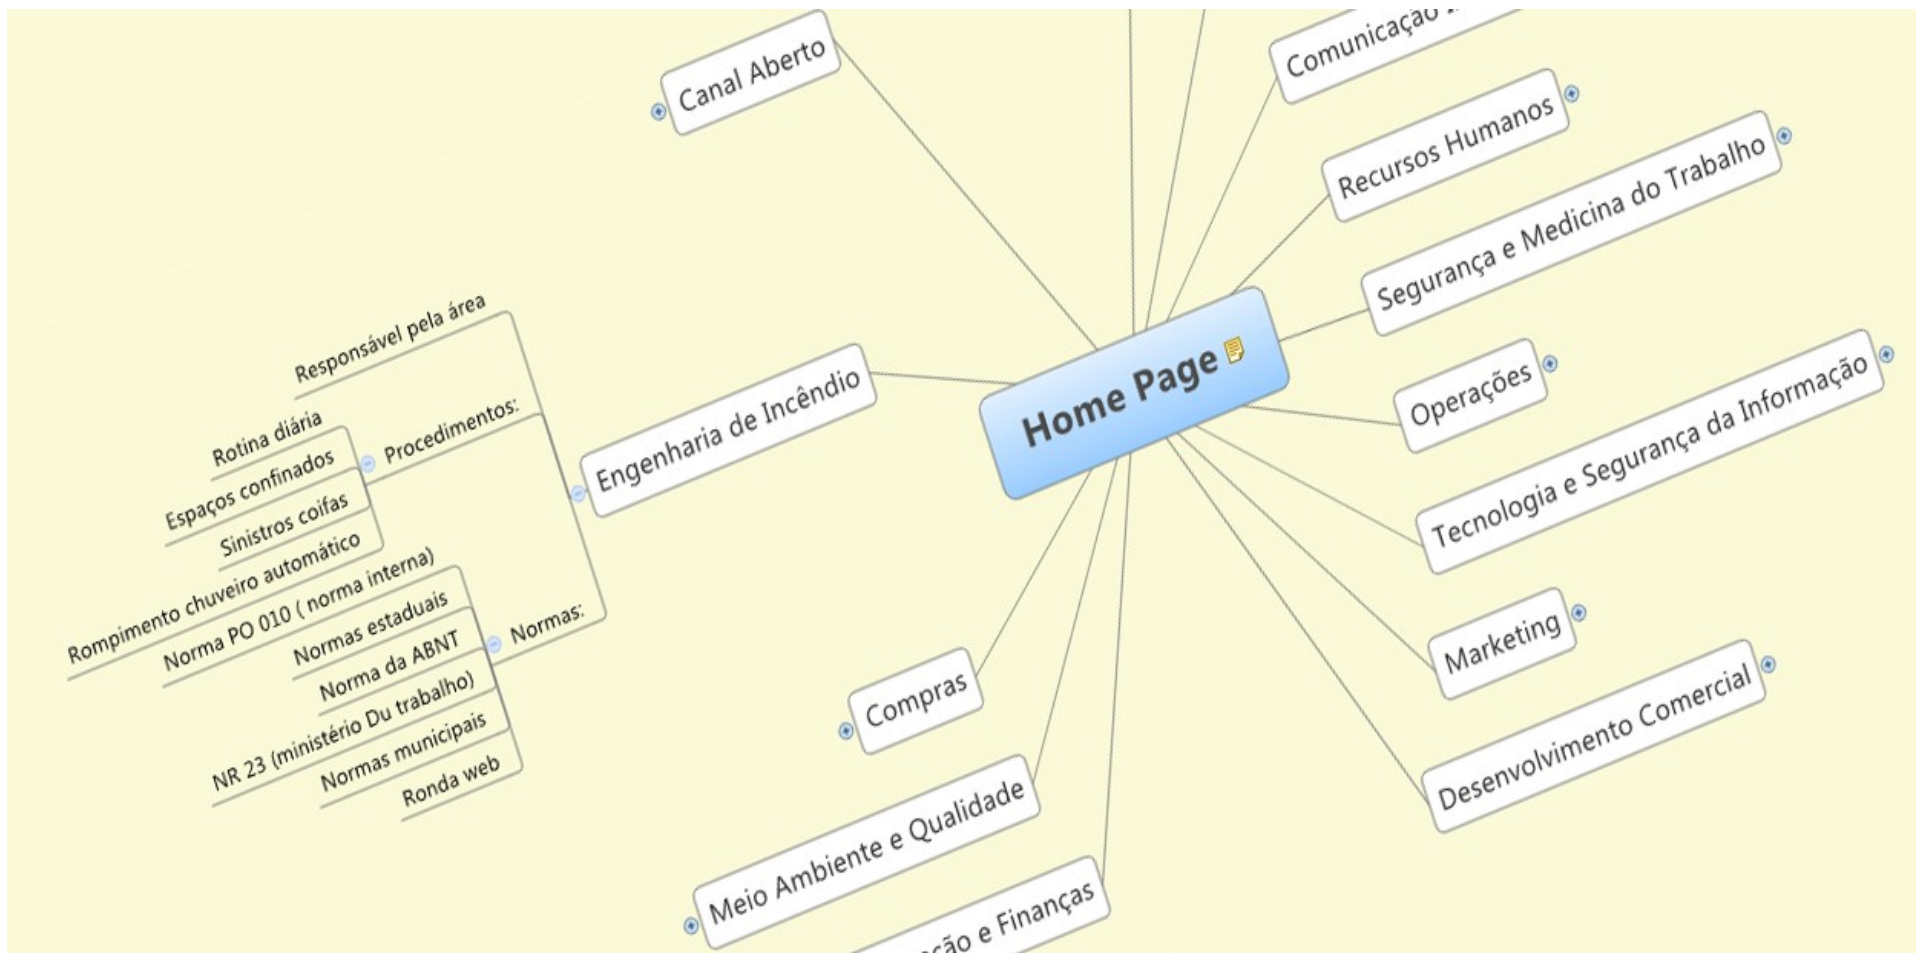 Canal Aberto
Comunicação
Recursos Humanos
Segurança e Medicina do Trabalho
Operações
Tecnologia e Segurança da Informação
Marketing
Desenvolvimento Comercial
Home Page
Engenharia de Incêndio
Responsável pela área
Procedimentos:
Rotina diária
Espaços confinados
Sinistros coifas
Rompimento chuveiro automático
Normas:
Norma PO 010 ( norma interna)
Normas estaduais
Norma da ABNT
NR 23 (ministério Du trabalho)
Normas municipais
Ronda web
Compras
Meio Ambiente e Qualidade
e Finanças